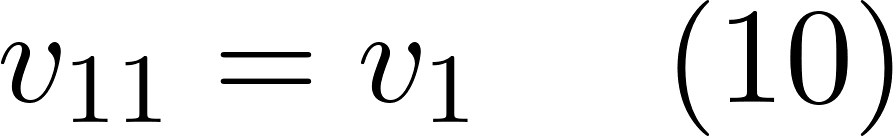 v₁₁ = v₁ (10)